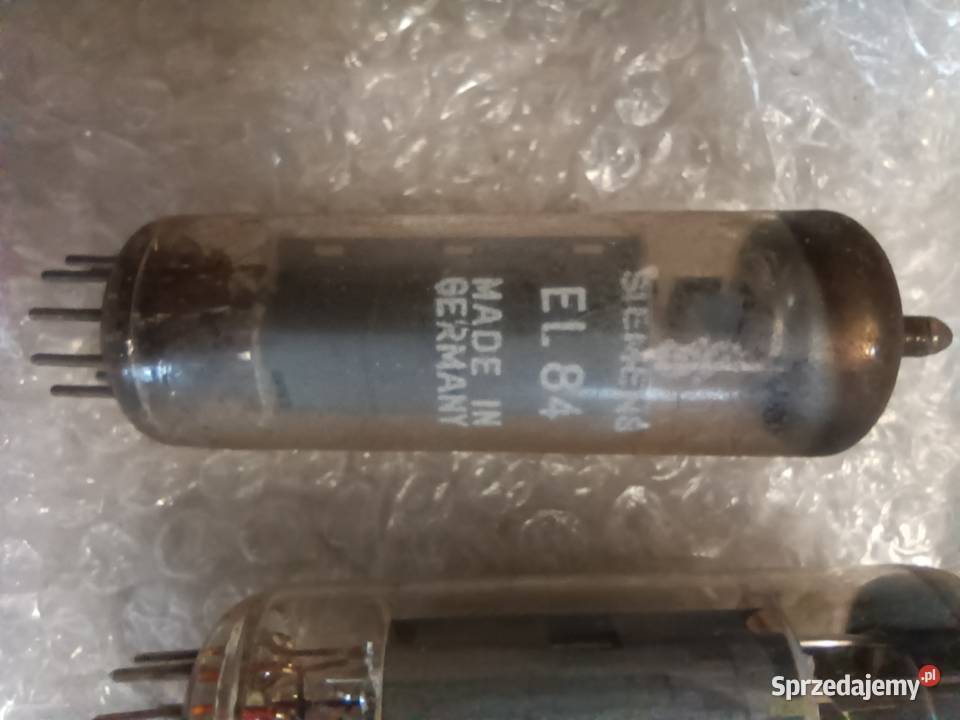 SIEMENS
EL 84
MADE IN
GERMANY
Sprzedajemy.pl